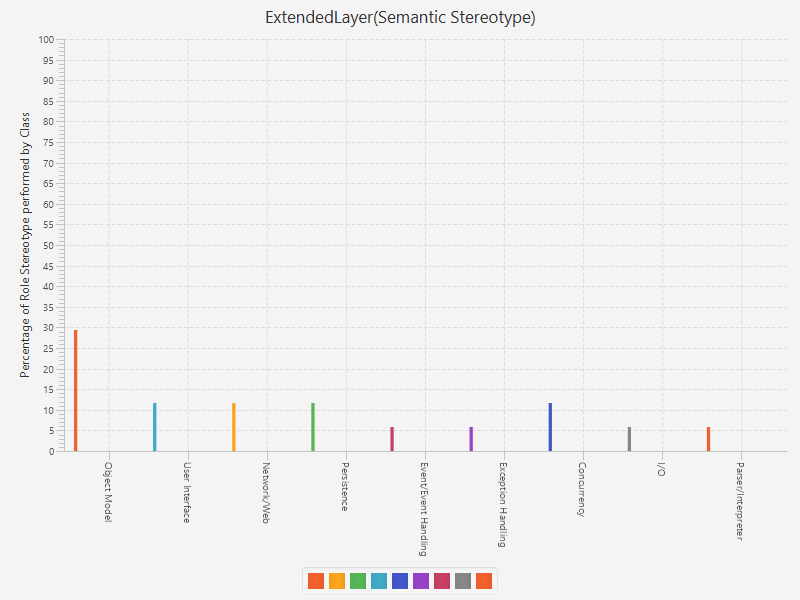 ExtendedLayer(Semantic Stereotype)
Percentage of Role Stereotype performed by Class
100
95
90
85
80
75
70
65
60
55
50
45
40
35
30
25
20
15
10
5
0
Object Model
User Interface
Network/Web
Persistence
Event/Event Handling
Exception Handling
Concurrency
I/O
Parser/Interpreter